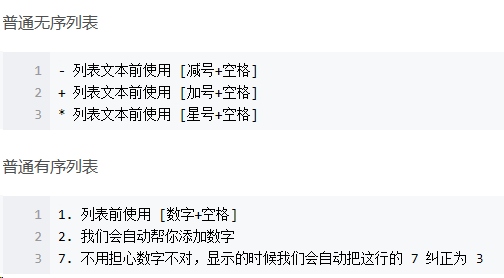 普通无序列表
1 - 列表文本前使用 [减号+空格]
2 + 列表文本前使用 [加号+空格]
3 * 列表文本前使用 [星号+空格]
普通有序列表
1 1. 列表前使用 [数字+空格]
2 2. 我们会自动帮你添加数字
3 7. 不用担心数字不对，显示的时候我们会自动把这行的 7 纠正为 3